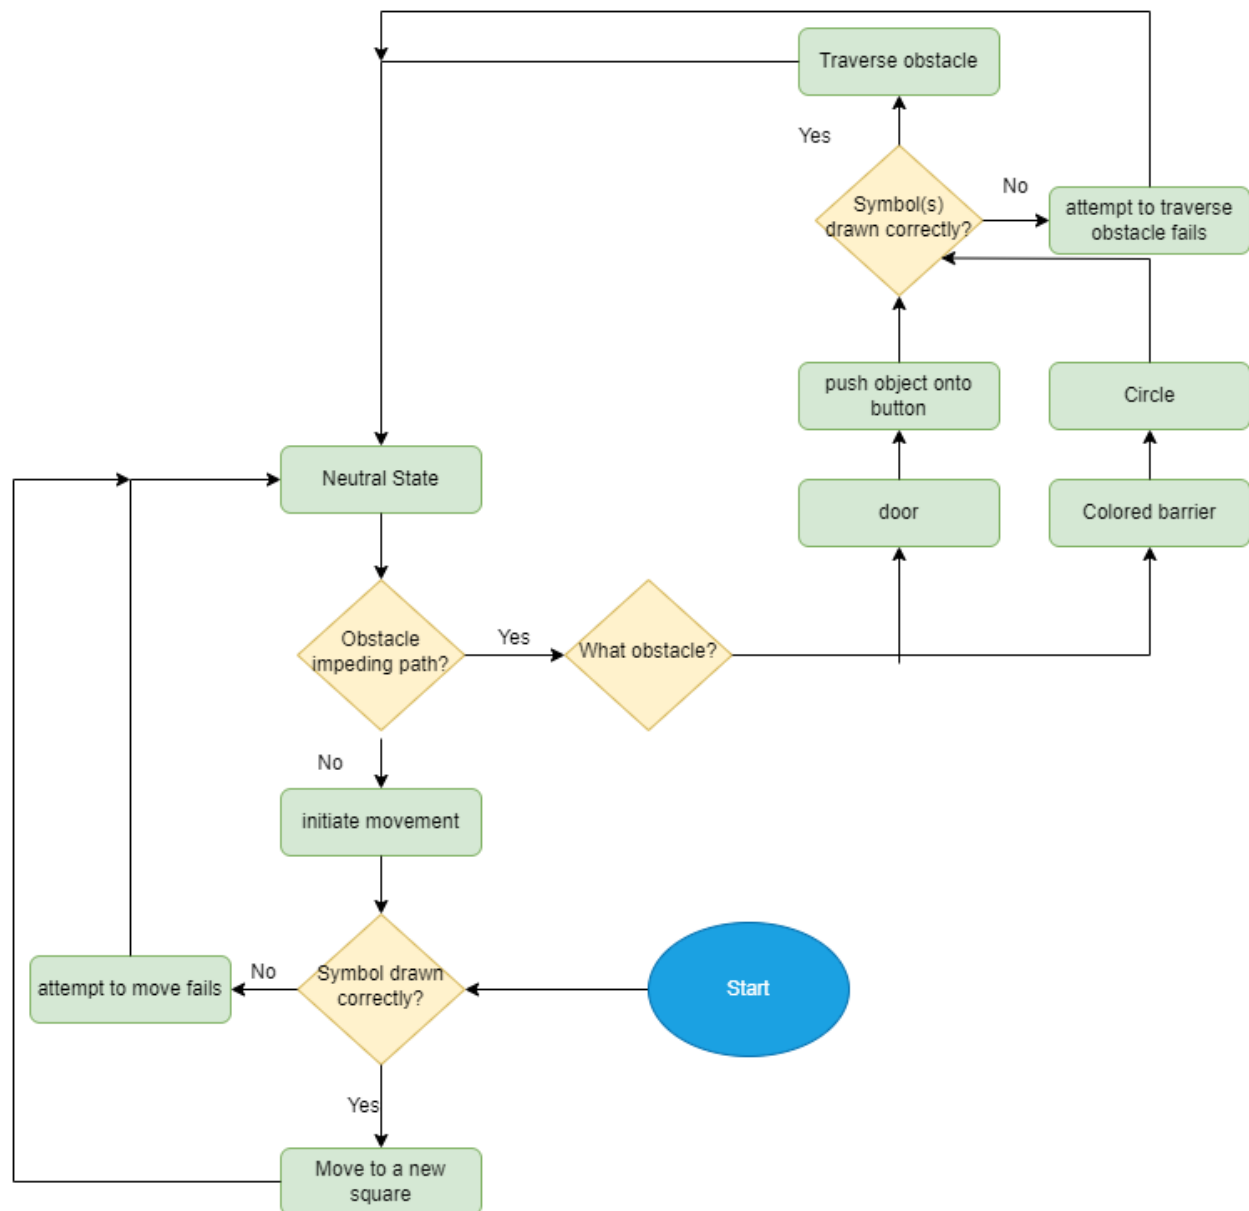 Traverse obstacle
Yes
Symbol(s)
drawn correctly?
No
attempt to traverse
obstacle fails
push object onto
button
Circle
Neutral State
door
Colored barrier
Obstacle
impeding path?
Yes
What obstacle?
No
initiate movement
Symbol drawn
correctly?
No
attempt to move fails
Start
Yes
Move to a new
square